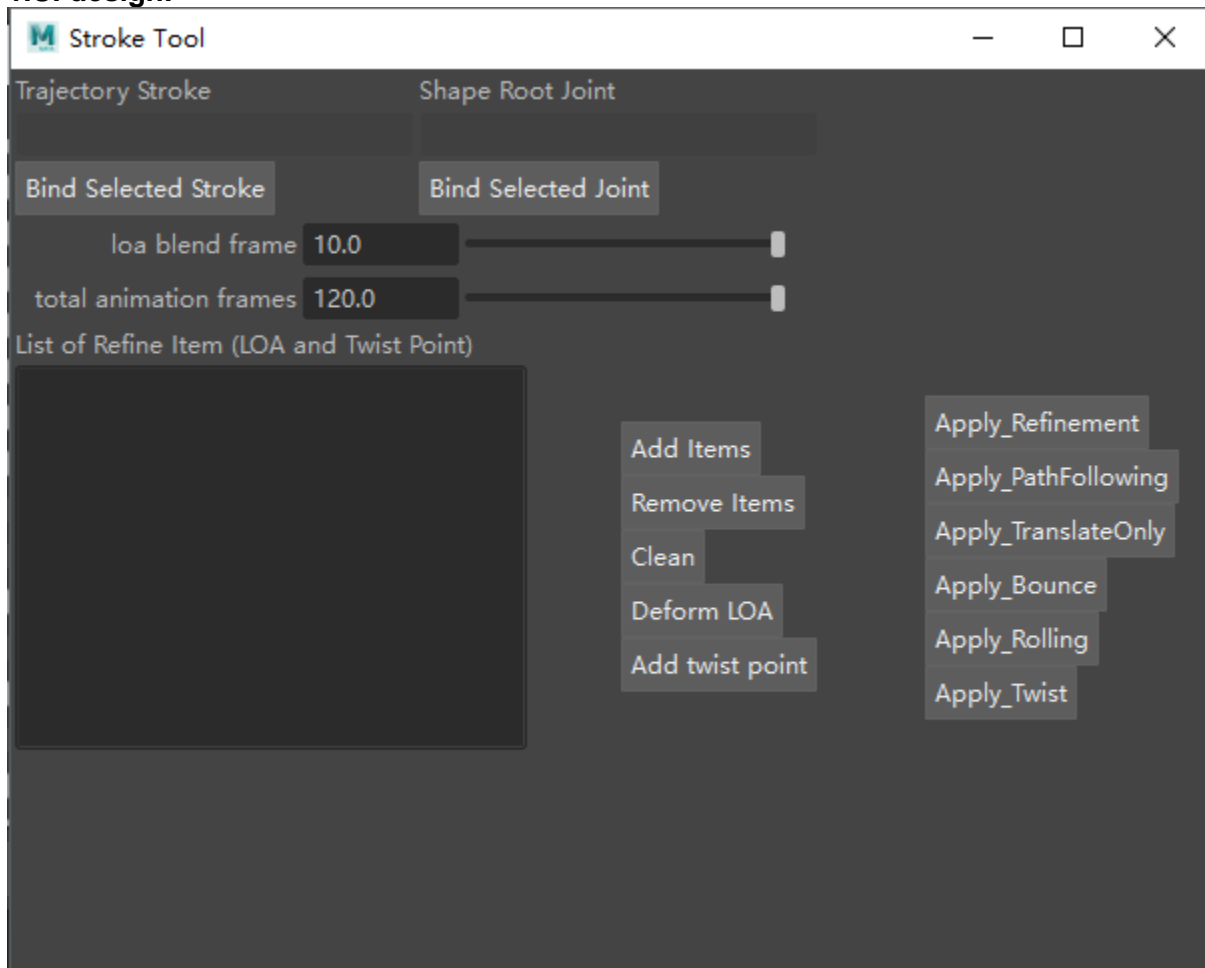 Stroke Tool
Trajectory Stroke
Shape Root Joint
Bind Selected Stroke
Bind Selected Joint
loa blend frame 10.0
total animation frames 120.0
List of Refine Item (LOA and Twist Point)
Add Items
Remove Items
Clean
Deform LOA
Add twist point
Apply_Refinement
Apply_PathFollowing
Apply_TranslateOnly
Apply_Bounce
Apply_Rolling
Apply_Twist